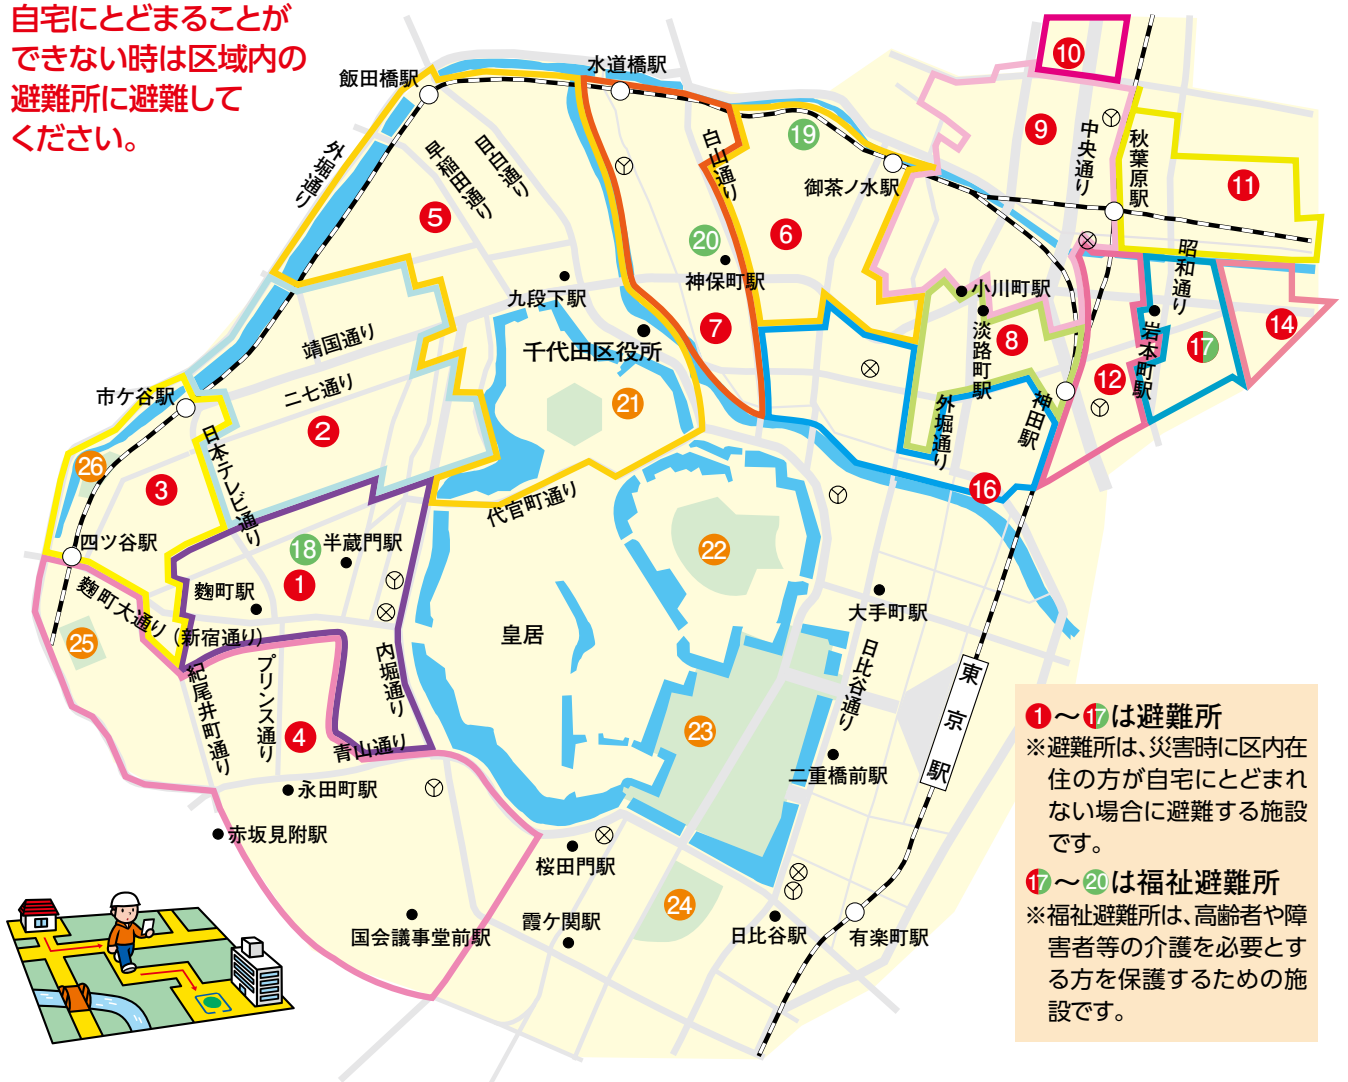 自宅にとどまることが
できない時は区域内の
避難所に避難して
ください。
飯田橋駅
水道橋駅
外堀通り
早稲田通り
目白通り
白山通り
19
御茶ノ水駅
10
9
中央通り
秋葉原駅
11
5
20
神保町駅
6
昭和通り
九段下駅
小川町駅
7
千代田区役所
淡路町駅
8
岩本町駅
17
14
靖国通り
二七通り
市ケ谷駅
2
21
12
神田駅
外堀通り
日本テレビ通り
26
3
代官町通り
16
四ツ谷駅
18
半蔵門駅
22
1
麴町駅
麴町大通り(新宿通り)
25
皇居
大手町駅
内堀通り
日比谷通り
紀尾井町通り
プリンス通り
東京駅
4
青山通り
23
二重橋前駅
永田町駅
赤坂見附駅
桜田門駅
24
国会議事堂前駅
霞ケ関駅
日比谷駅
有楽町駅
1～17は避難所
※避難所は、災害時に区内在
住の方が自宅にとどまれ
ない場合に避難する施設
です。
17～20は福祉避難所
※福祉避難所は、高齢者や障
害者等の介護を必要とす
る方を保護するための施
設です。